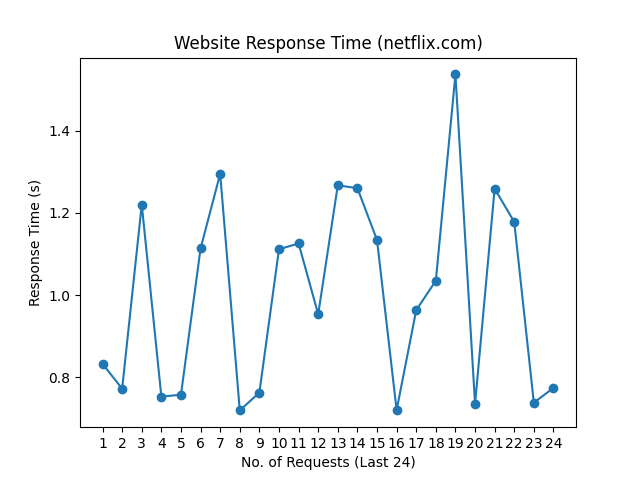 Website Response Time (netflix.com)
Response Time (s)
1.4
1.2
1.0
0.8
1 2 3 4 5 6 7 8 9 10 11 12 13 14 15 16 17 18 19 20 21 22 23 24
No. of Requests (Last 24)